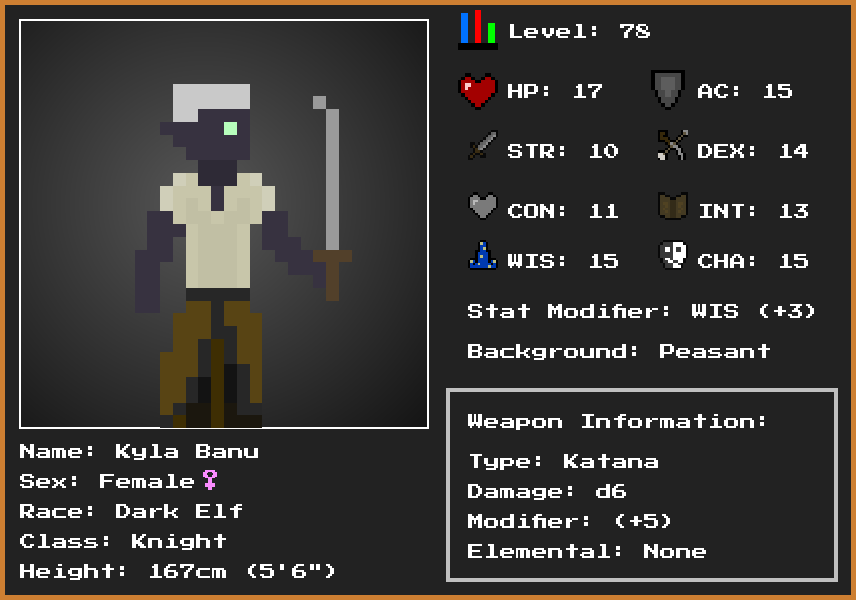 Level: 78
HP: 17 AC: 15
STR: 10 DEX: 14
CON: 11 INT: 13
WIS: 15 CHA: 15
Stat Modifier: WIS (+3)
Background: Peasant
Weapon Information:
Type: Katana
Damage: d6
Modifier: (+5)
Elemental: None
Name: Kyla Banu
Sex: Female♀
Race: Dark Elf
Class: Knight
Height: 167cm (5'6")